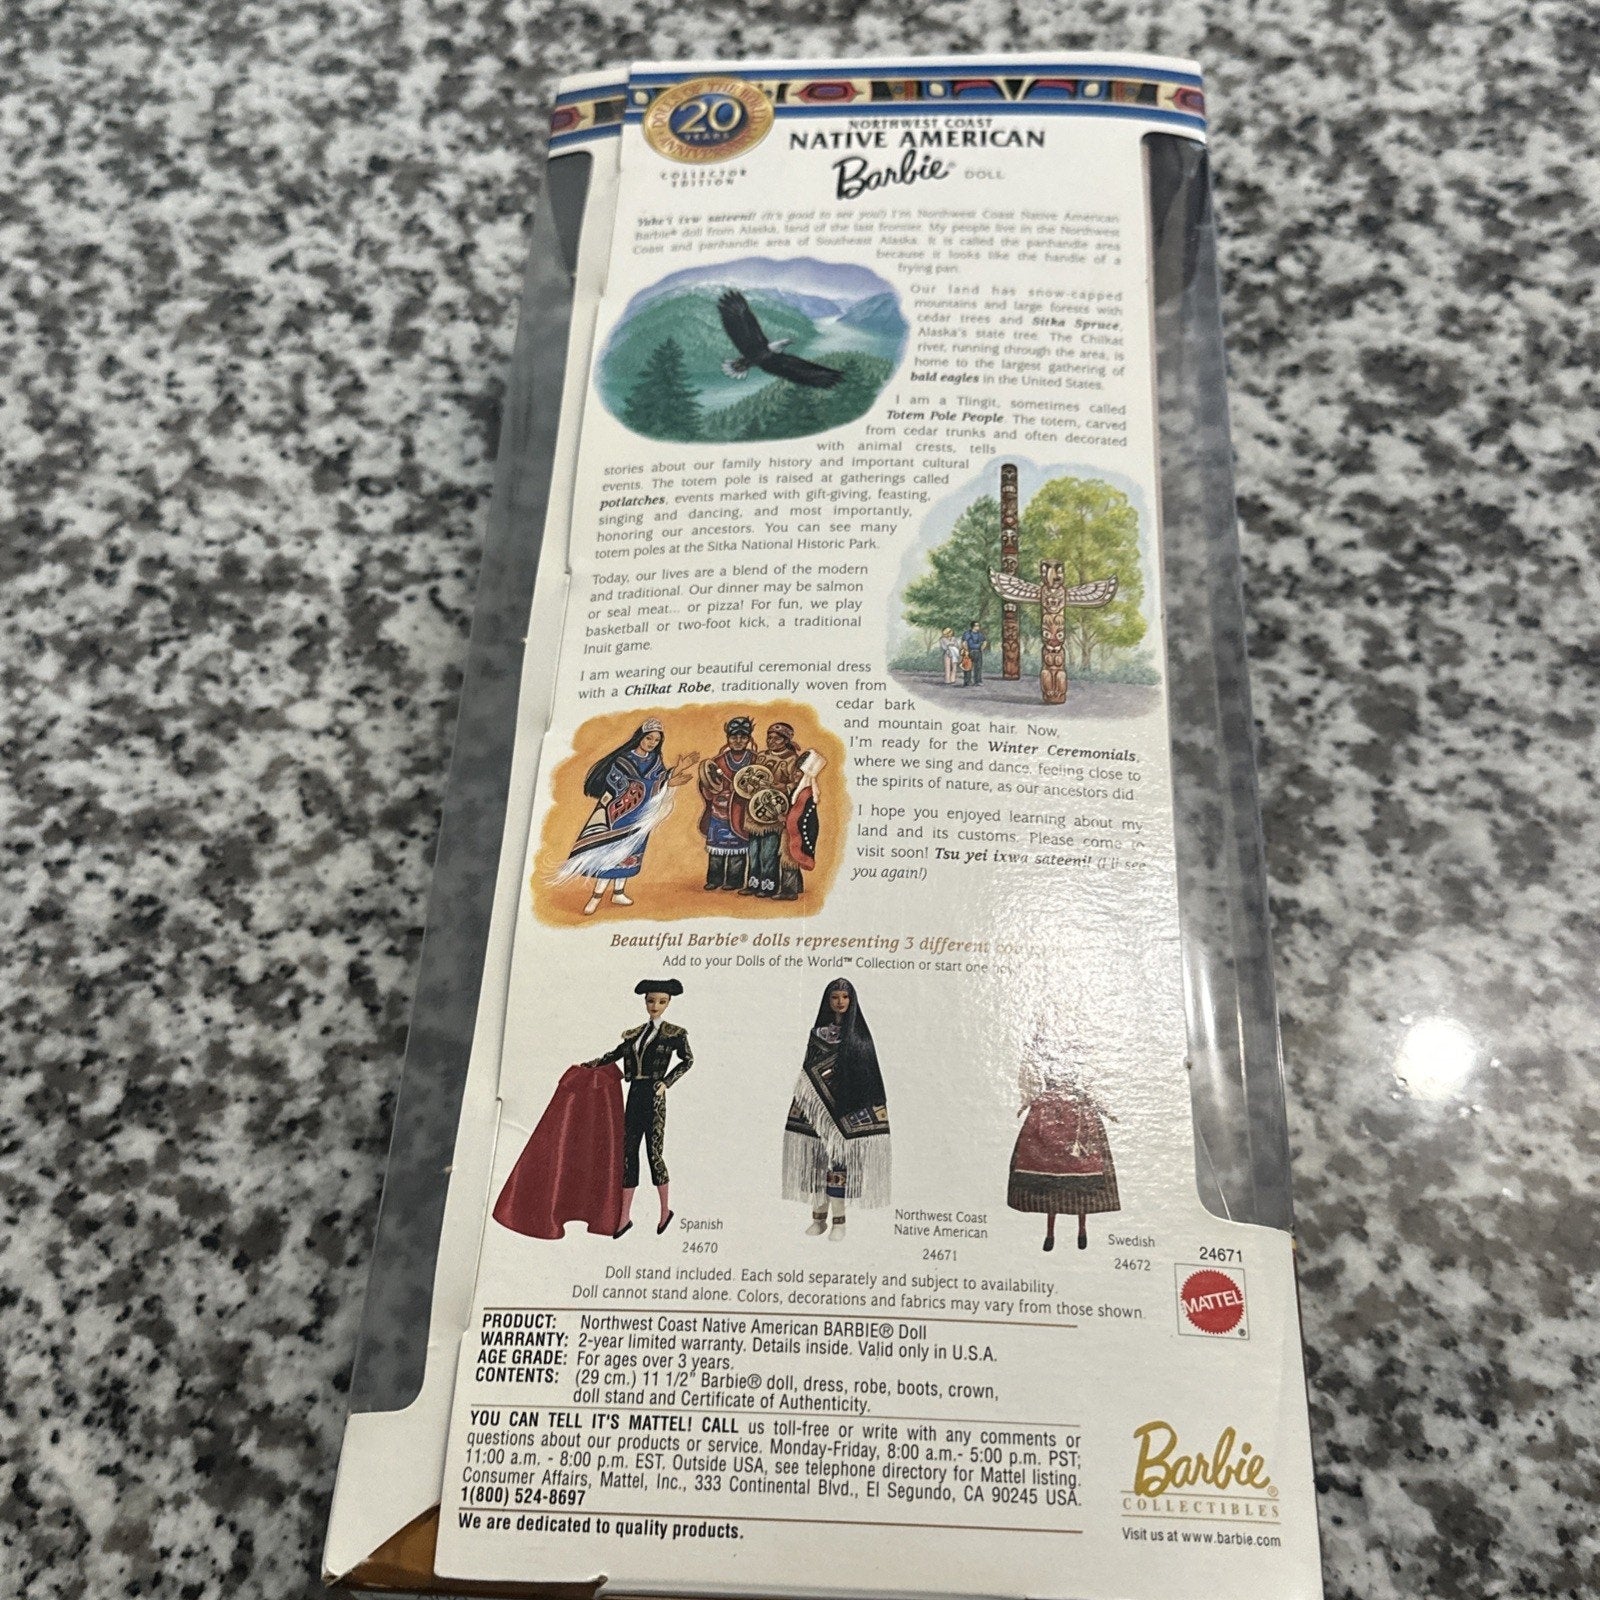 DOLLS OF THE WORLD
20
YEARS
ANNIVERSARY
COLLECTOR
EDITION
NORTHWEST COAST
NATIVE AMERICAN
Barbie® DOLL
ixw sateeni! (It's good to see you!) I'm Northwest Coast Native American
Barbie® doll from Alaska, land of the last frontier. My people live in the Northwest
Coast and panhandle area of Southeast Alaska. It is called the panhandle area
because it looks like the handle of a
frying pan.
Our land has snow-capped
mountains and large forests with
cedar trees and Sitka Spruce,
Alaska's state tree. The Chilkat
river, running through the area, is
home to the largest gathering of
bald eagles in the United States.
I am a Tlingit, sometimes called
Totem Pole People. The totem, carved
from cedar trunks and often decorated
with animal crests, tells
stories about our family history and important cultural
events. The totem pole is raised at gatherings called
potlatches, events marked with gift-giving, feasting,
singing and dancing, and most importantly,
honoring our ancestors. You can see many
totem poles at the Sitka National Historic Park.
Today, our lives are a blend of the modern
and traditional. Our dinner may be salmon
or seal meat... or pizza! For fun, we play
basketball or two-foot kick, a traditional
Inuit game.
I am wearing our beautiful ceremonial dress
with a Chilkat Robe, traditionally woven from
cedar bark
and mountain goat hair. Now,
I'm ready for the Winter Ceremonials,
where we sing and dance, feeling close to
the spirits of nature, as our ancestors did.
I hope you enjoyed learning about my
land and its customs. Please come to
visit soon! Tsu yei ixwa sateeni! (I'll see
you again!)
Beautiful Barbie® dolls representing 3 different
Add to your Dolls of the World™ Collection or start one
Spanish
24670
Northwest Coast
Native American
24671
Swedish
24672
24671
MATTEL®
Doll stand included. Each sold separately and subject to availability.
Doll cannot stand alone. Colors, decorations and fabrics may vary from those shown.
PRODUCT: Northwest Coast Native American BARBIE® Doll
WARRANTY: 2-year limited warranty. Details inside. Valid only in U.S.A.
AGE GRADE: For ages over 3 years.
CONTENTS: (29 cm.) 11 1/2" Barbie® doll, dress, robe, boots, crown,
doll stand and Certificate of Authenticity.
YOU CAN TELL IT'S MATTEL! CALL us toll-free or write with any comments or
questions about our products or service. Monday-Friday, 8:00 a.m.- 5:00 p.m. PST;
11:00 a.m. - 8:00 p.m. EST. Outside USA, see telephone directory for Mattel listing.
Consumer Affairs, Mattel, Inc., 333 Continental Blvd., El Segundo, CA 90245 USA.
1(800) 524-8697
We are dedicated to quality products.
Barbie®
COLLECTIBLES
Visit us at www.barbie.com